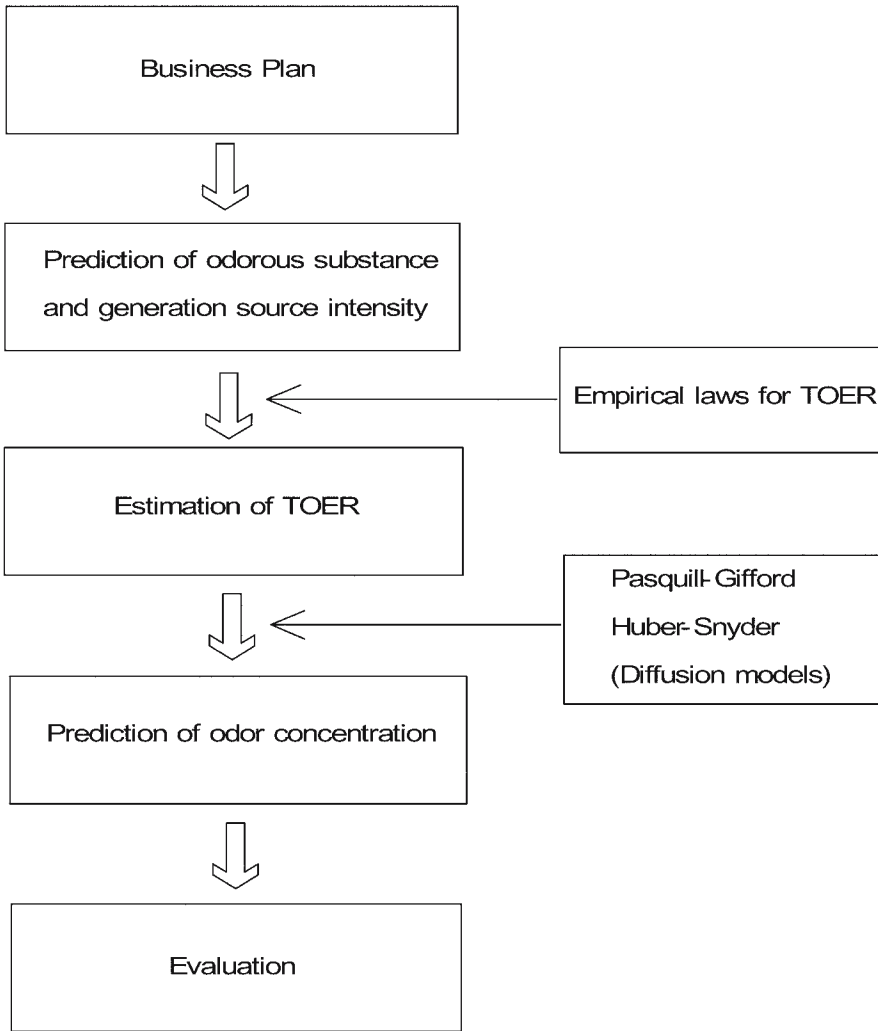 Business Plan
Prediction of odorous substance
and generation source intensity
Empirical laws for TOER
Estimation of TOER
Pasquill-Gifford
Huber-Snyder
(Diffusion models)
Prediction of odor concentration
Evaluation